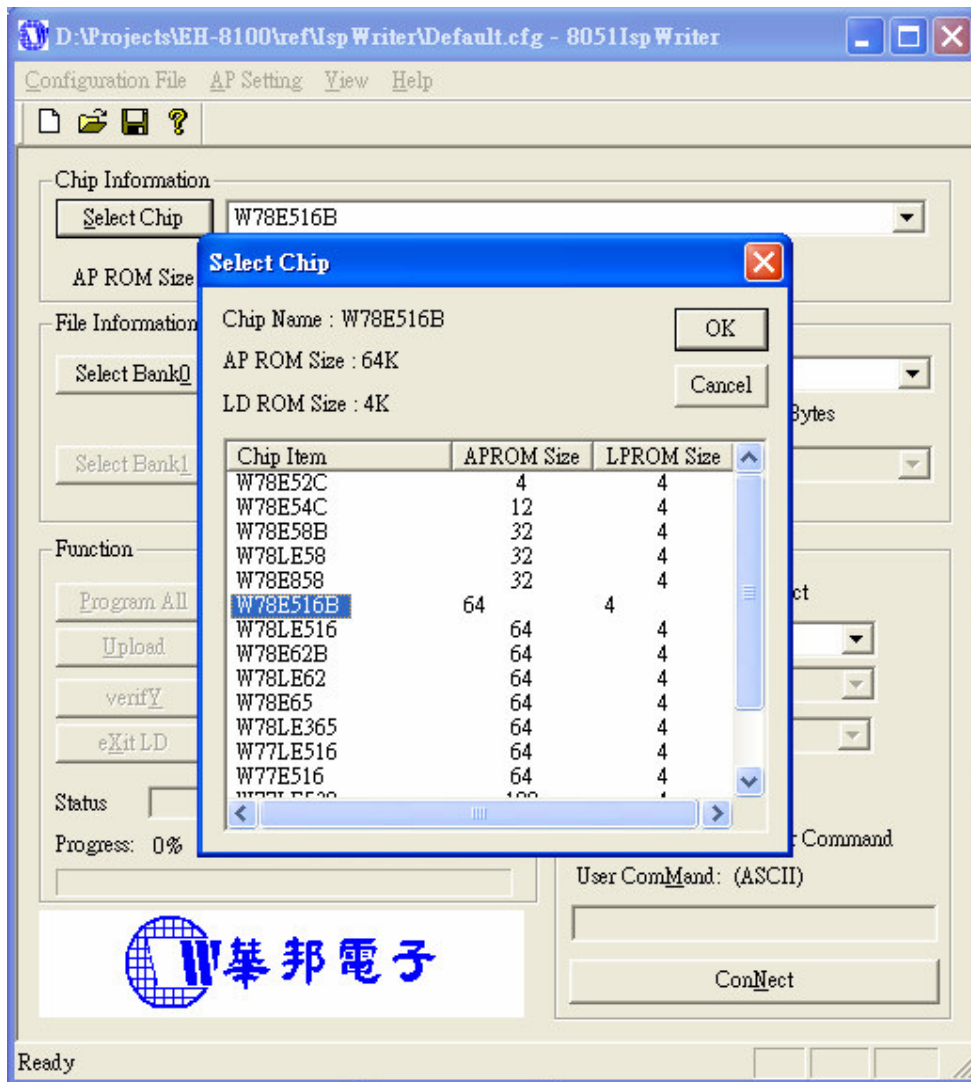 D:\Projects\EH-8100\ref\IspWriter\Default.cfg - 8051IspWriter
Configuration File AP Setting View Help
Chip Information
Select Chip W78E516B
AP ROM Size
File Information
Select Bank0
Bytes
Select Bank1
Function
Program All
Upload
verifY
eXit LD
Status
Progress: 0%
Select Chip
Chip Name : W78E516B
OK
AP ROM Size : 64K
Cancel
LD ROM Size : 4K
Chip Item APROM Size LPROM Size
W78E52C 4 4
W78E54C 12 4
W78E58B 32 4
W78LE58 32 4
W78E858 32 4
W78E516B 64 4
W78LE516 64 4
W78E62B 64 4
W78LE62 64 4
W78E65 64 4
W78LE365 64 4
W77LE516 64 4
W77E516 64 4
Command
User ComMand: (ASCII)
ConNect
華邦電子
Ready